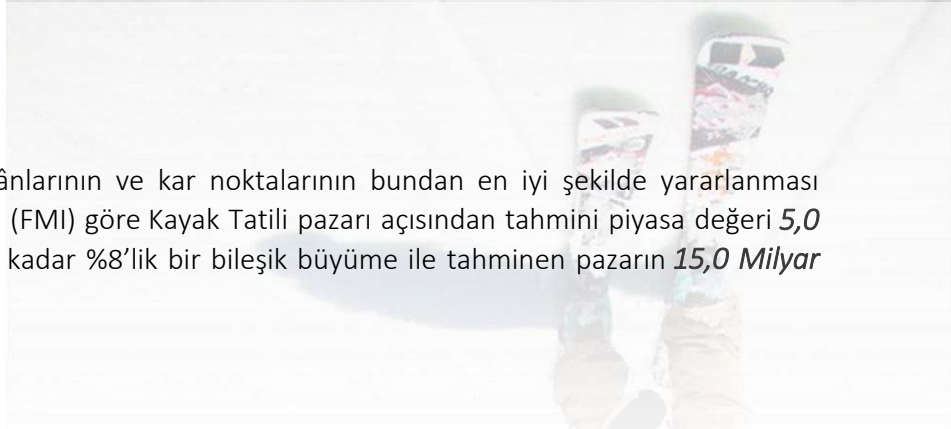 ânlarının ve kar noktalarının bundan en iyi şekilde yararlanması
(FMI) göre Kayak Tatili pazarı açısından tahmini piyasa değeri 5,0
kadar %8’lik bir bileşik büyüme ile tahminen pazarın 15,0 Milyar